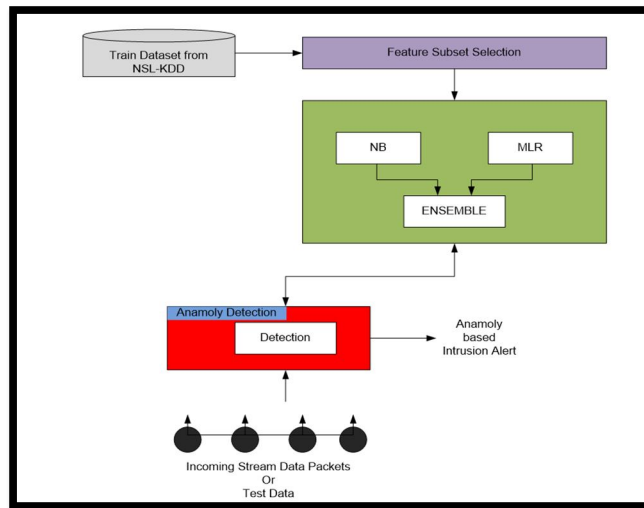 Train Dataset from
NSL-KDD
Feature Subset Selection
NB
MLR
ENSEMBLE
Anamoly Detection
Detection
Anamoly
based
Intrusion Alert
Incoming Stream Data Packets
Or
Test Data